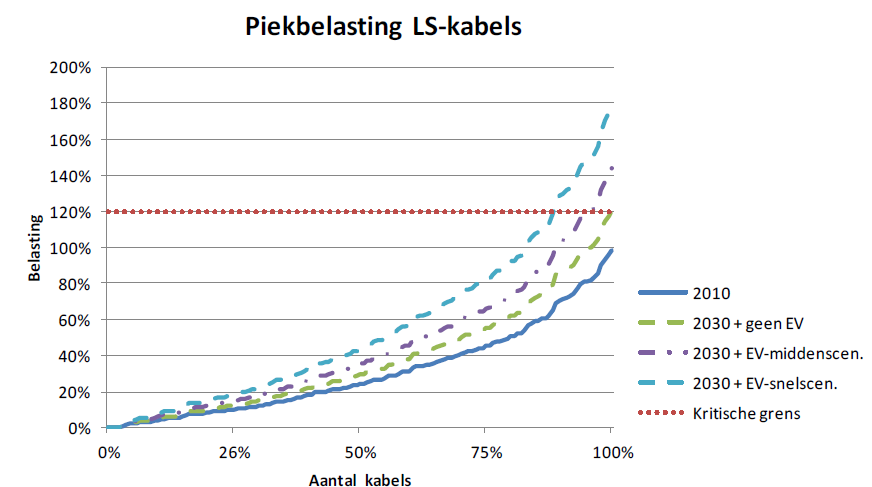 Piekbelasting LS-kabels
200%
180%
160%
140%
120%
100%
80%
60%
40%
20%
0%
Belasting
0%
26%
50%
75%
100%
Aantal kabels
2010
2030 + geen EV
2030 + EV-middenscen.
2030 + EV-snelscen.
Kritische grens